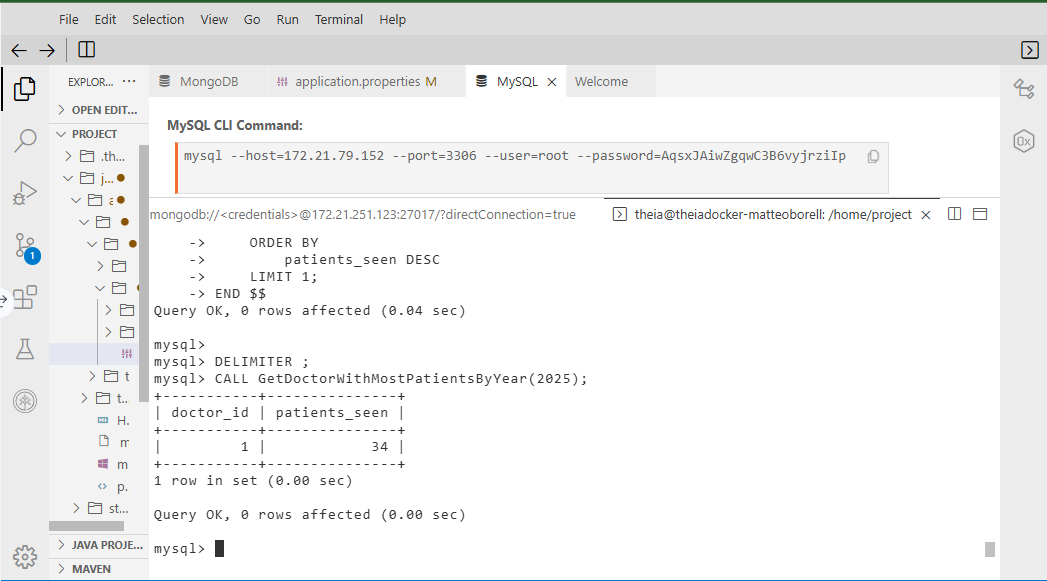 File Edit Selection View Go Run Terminal Help
EXPLOR... ···
MongoDB
application.properties M
MySQL
Welcome
OPEN EDIT...
PROJECT
.th...
j...
a
t
t...
H.
m
m
p.
st...
JAVA PROJE...
MAVEN
1
0x
MySQL CLI Command:
mysql --host=172.21.79.152 --port=3306 --user=root --password=AqsxJAiwZgqwC3B6vyjrziIp
mongodb://<credentials>@172.21.251.123:27017/?directConnection=true
theia@theiadocker-matteoborell: /home/project
    ->     ORDER BY
    ->         patients_seen DESC
    ->     LIMIT 1;
    -> END $$
Query OK, 0 rows affected (0.04 sec)

mysql>
mysql> DELIMITER ;
mysql> CALL GetDoctorWithMostPatientsByYear(2025);
+-----------+---------------+
| doctor_id | patients_seen |
+-----------+---------------+
|         1 |            34 |
+-----------+---------------+
1 row in set (0.00 sec)

Query OK, 0 rows affected (0.00 sec)

mysql>